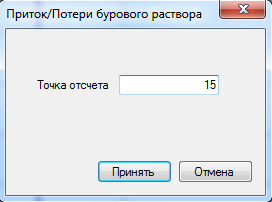 Приток/Потери бурового раствора
Точка отсчета 15
Принять Отмена